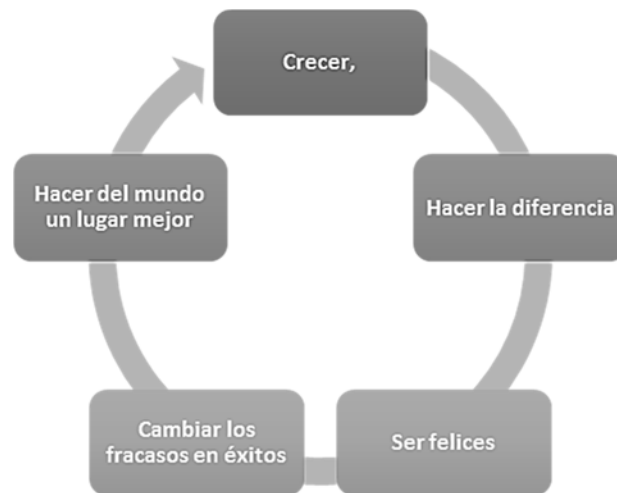 Crecer,
Hacer la diferencia
Ser felices
Cambiar los
fracasos en éxitos
Hacer del mundo
un lugar mejor